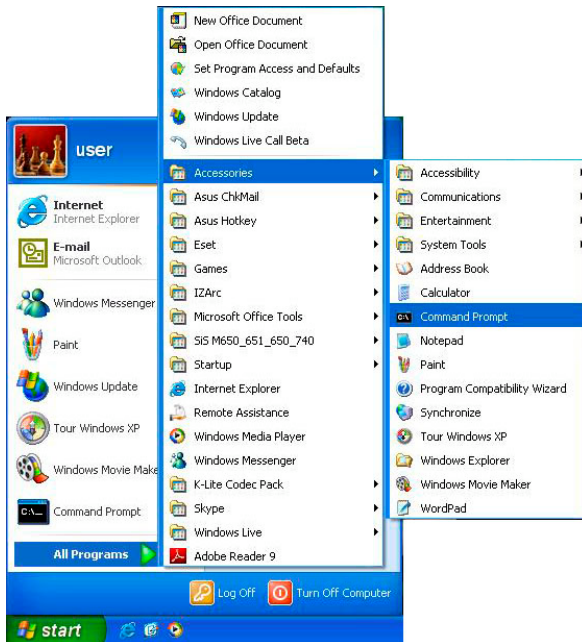 New Office Document
Open Office Document
Set Program Access and Defaults
Windows Catalog
Windows Update
Windows Live Call Beta
user
Internet
Internet Explorer
E-mail
Microsoft Outlook
Windows Messenger
Paint
Windows Update
Tour Windows XP
Windows Movie Make
Command Prompt
All Programs
Accessories
Asus ChkMail
Asus Hotkey
Eset
Games
IZArc
Microsoft Office Tools
SiS M650_651_650_740
Startup
Internet Explorer
Remote Assistance
Windows Media Player
Windows Messenger
K-Lite Codec Pack
Skype
Windows Live
Adobe Reader 9
Accessibility
Communications
Entertainment
System Tools
Address Book
Calculator
Command Prompt
Notepad
Paint
Program Compatibility Wizard
Synchronize
Tour Windows XP
Windows Explorer
Windows Movie Maker
WordPad
Log Off
Turn Off Computer
start